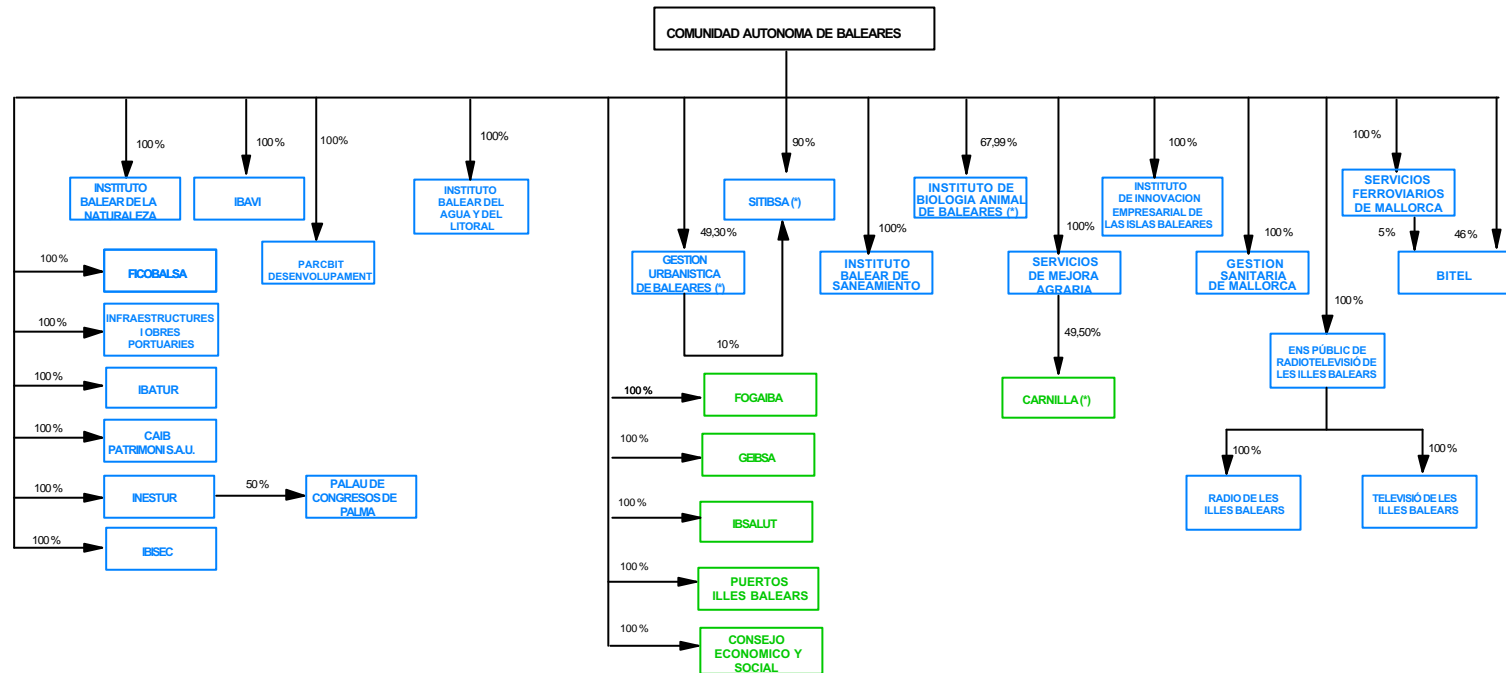 COMUNIDAD AUTONOMA DE BALEARES
100%
100%
100%
100%
90%
67,99%
100%
100%
INSTITUTO
BALEAR DE LA
NATURALEZA
IBAVI
INSTITUTO
BALEAR DEL
AGUA Y DEL
LITORAL
SITIBSA (*)
INSTITUTO DE
BIOLOGIA ANIMAL
DE BALEARES (*)
INSTITUTO
DE INNOVACION
EMPRESARIAL DE
LAS ISLAS BALEARES
SERVICIOS
FERROVIARIOS
DE MALLORCA
49,30%
100%
100%
100%
5%
46%
PARCBIT
DESENVOLUPAMENT
GESTION
URBANISTICA
DE BALEARES (*)
INSTITUTO
BALEAR DE
SANEAMIENTO
SERVICIOS
DE MEJORA
AGRARIA
GESTION
SANITARIA
DE MALLORCA
BITEL
100%
FICOBALSA
100%
INFRAESTRUCTURES
I OBRES
PORTUARIES
10%
49,50%
100%
ENS PÚBLIC DE
RADIOTELEVISIÓ DE
LES ILLES BALEARS
100%
IBATUR
100%
FOGAIBA
CARNILLA (*)
100%
CAIB
PATRIMONI S.A.U.
100%
GEIBSA
100%
100%
100%
INESTUR
50%
PALAU DE
CONGRESOS DE
PALMA
RADIO DE LES
ILLES BALEARS
TELEVISIÓ DE LES
ILLES BALEARS
100%
IBSALUT
100%
IBISEC
100%
PUERTOS
ILLES BALEARS
100%
CONSEJO
ECONOMICO Y
SOCIAL